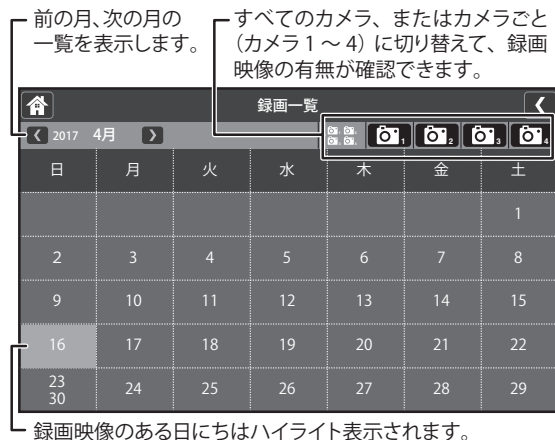 前の月、次の月の
一覧を表示します。
すべてのカメラ、またはカメラごと
（カメラ1～4）に切り替えて、録画
映像の有無が確認できます。
録画一覧
2017 4月
1 2 3 4
日 月 火 水 木 金 土
1
2 3 4 5 6 7 8
9 10 11 12 13 14 15
16 17 18 19 20 21 22
23 24 25 26 27 28 29
30
録画映像のある日にちはハイライト表示されます。